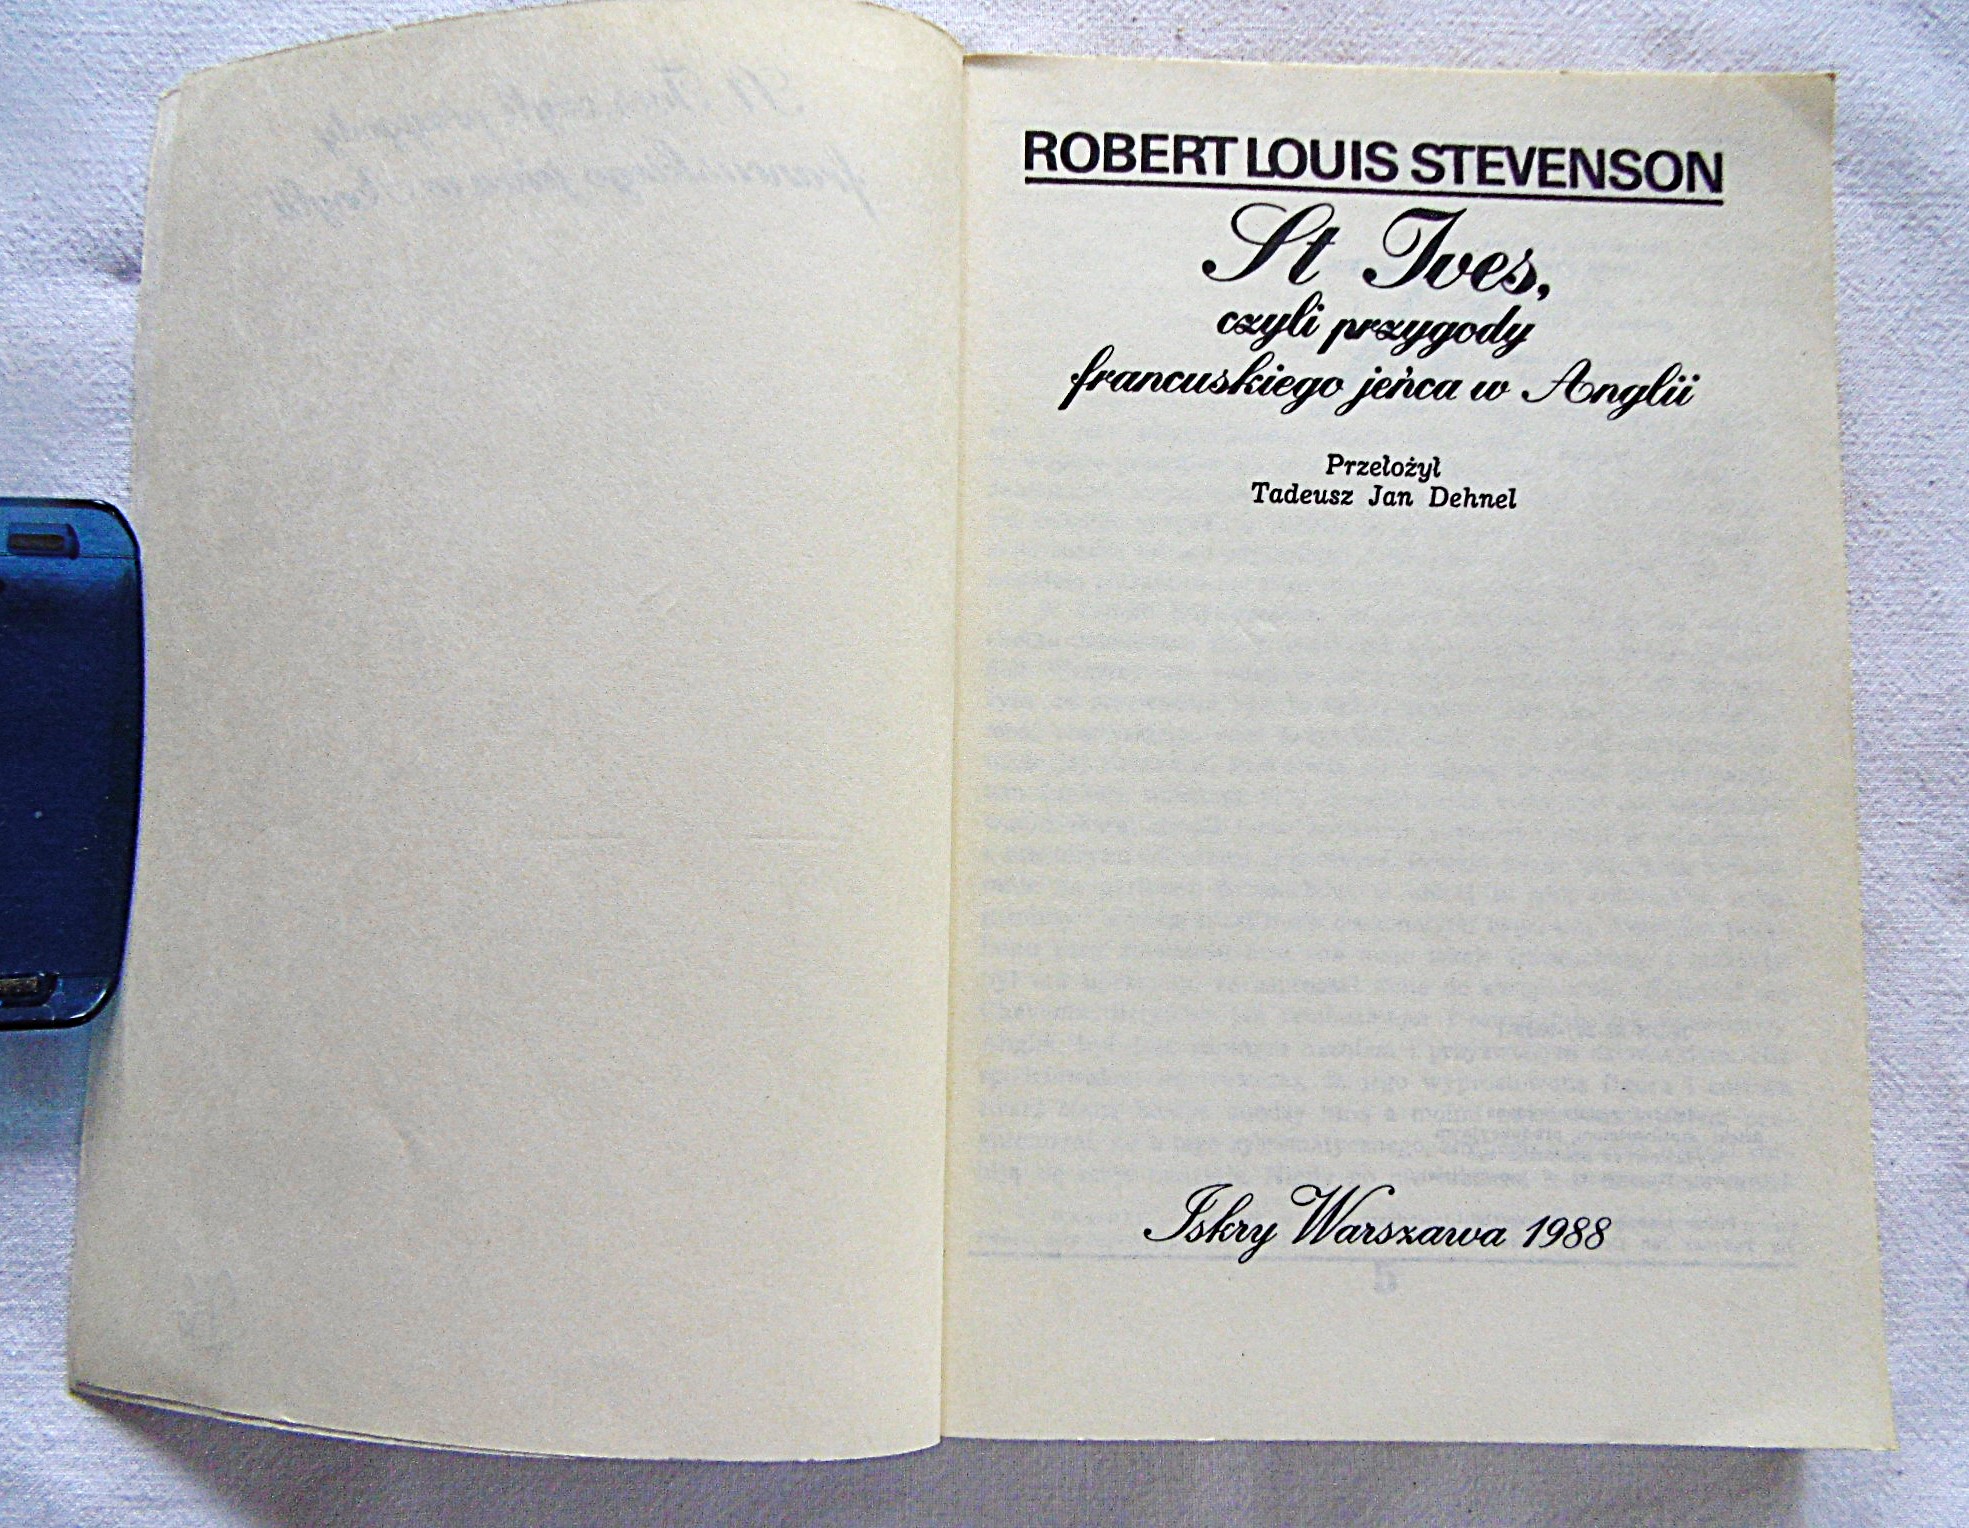 ROBERT LOUIS STEVENSON
St Ives,
czyli przygody
francuskiego jeńca w Anglii
Przełożył
Tadeusz Jan Dehnel
Iskry Warszawa 1988